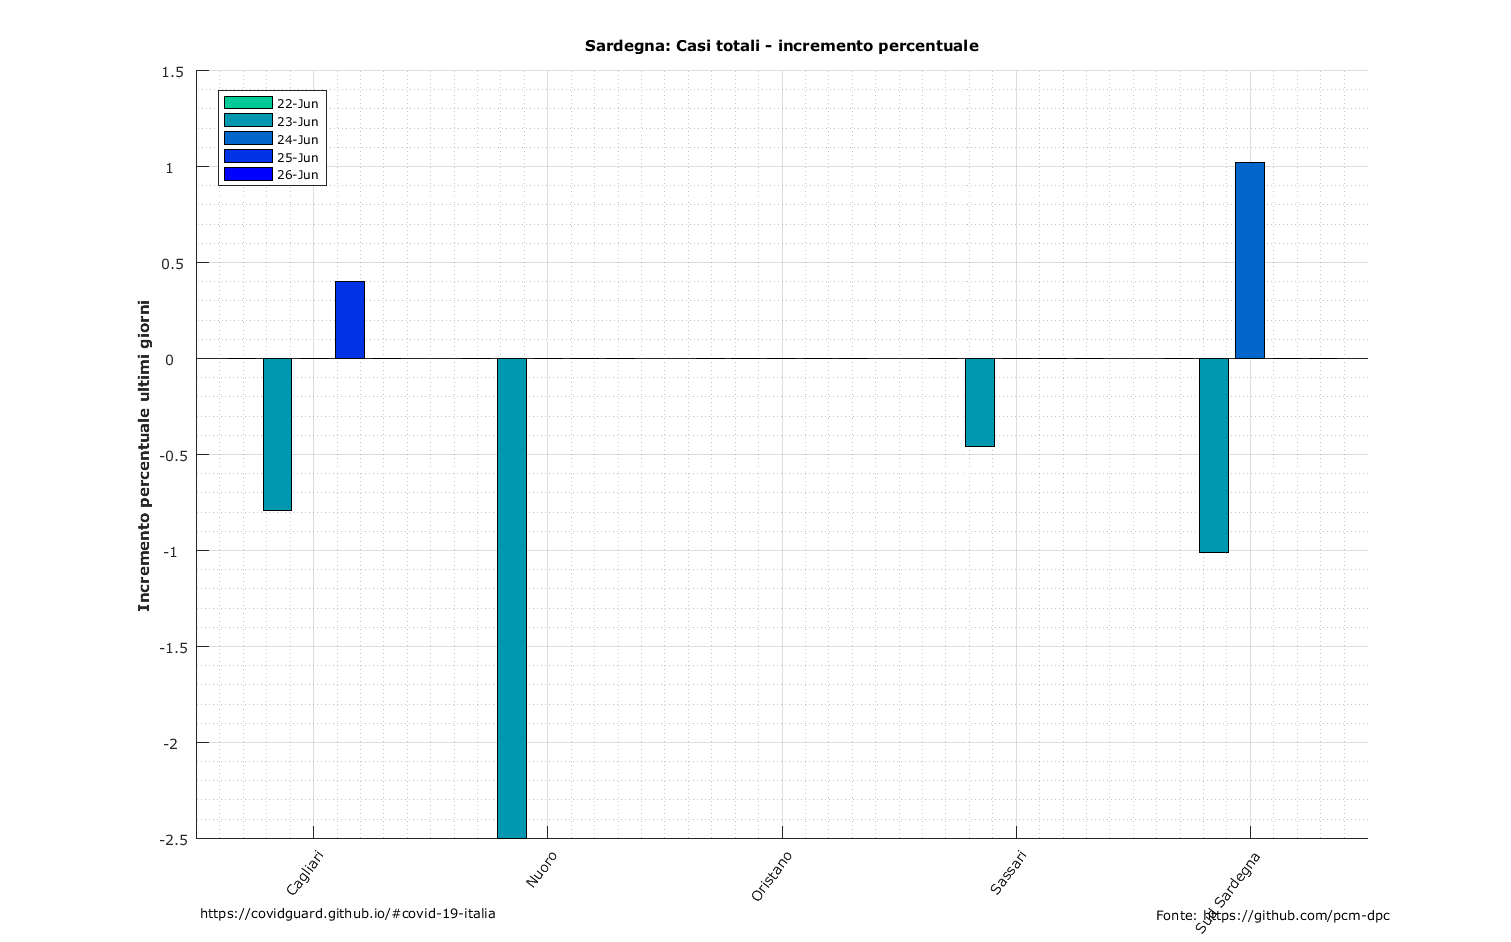 Sardegna: Casi totali - incremento percentuale
1.5
1
0.5
0
-0.5
-1
-1.5
-2
-2.5
22-Jun
23-Jun
24-Jun
25-Jun
26-Jun
Incremento percentuale ultimi giorni
Cagliari
Nuoro
Oristano
Sassari
Sud Sardegna
https://covidguard.github.io/#covid-19-italia
Fonte: https://github.com/pcm-dpc